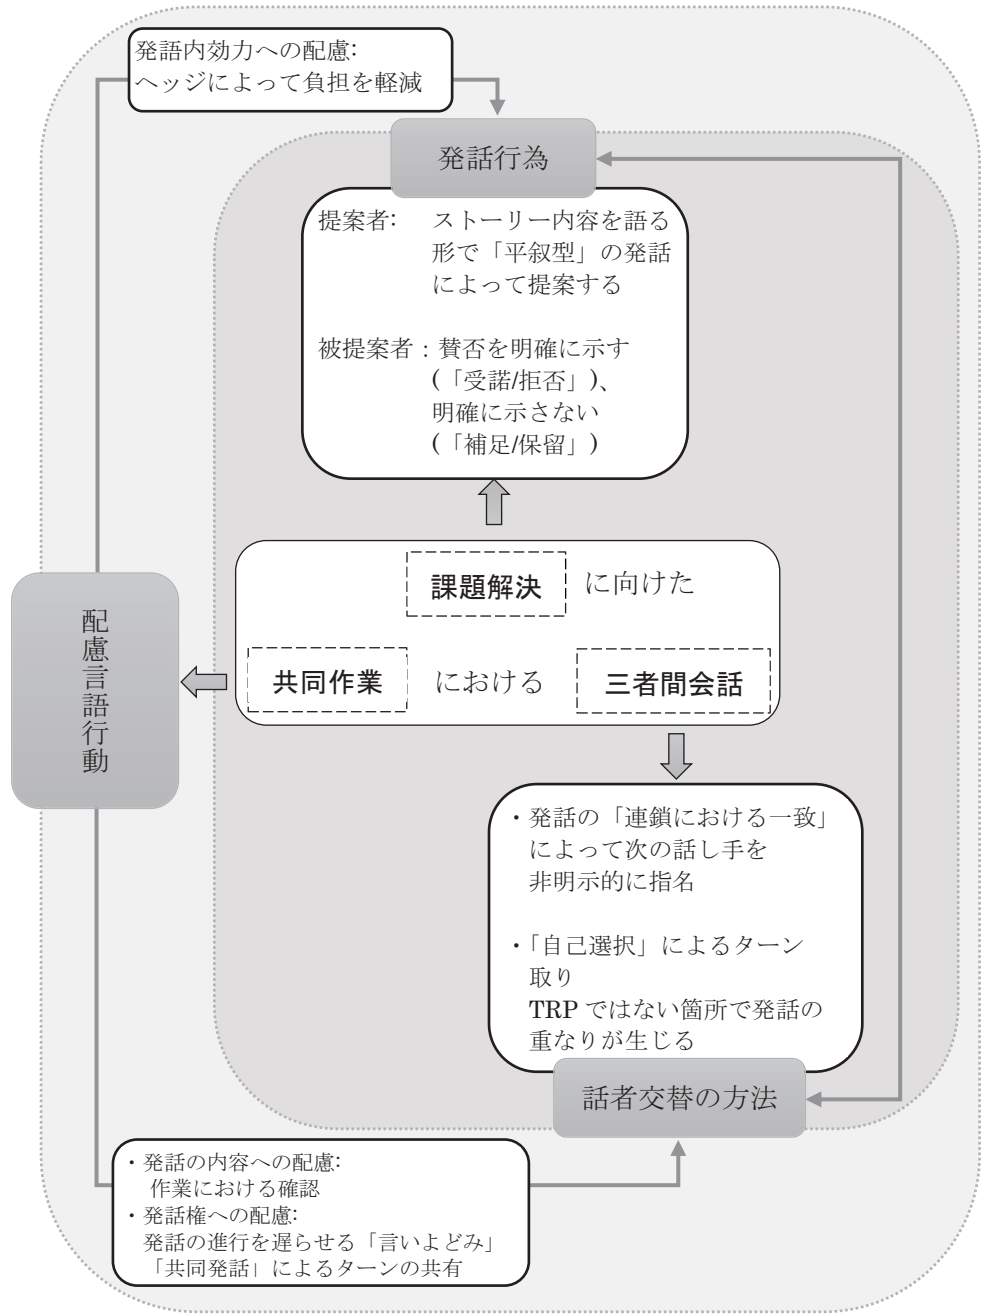 発語内効力への配慮:
ヘッジによって負担を軽減
発話行為
提案者: ストーリー内容を語る
形で「平叙型」の発話
によって提案する
被提案者：賛否を明確に示す
(「受諾/拒否」)、
明確に示さない
(「補足/保留」)
課題解決 に向けた
共同作業 における 三者間会話
配慮言語行動
・発話の「連鎖における一致」
によって次の話し手を
非明示的に指名
・「自己選択」によるターン
取り
TRP ではない箇所で発話の
重なりが生じる
話者交替の方法
・発話の内容への配慮:
作業における確認
・発話権への配慮:
発話の進行を遅らせる「言いよどみ」
「共同発話」によるターンの共有